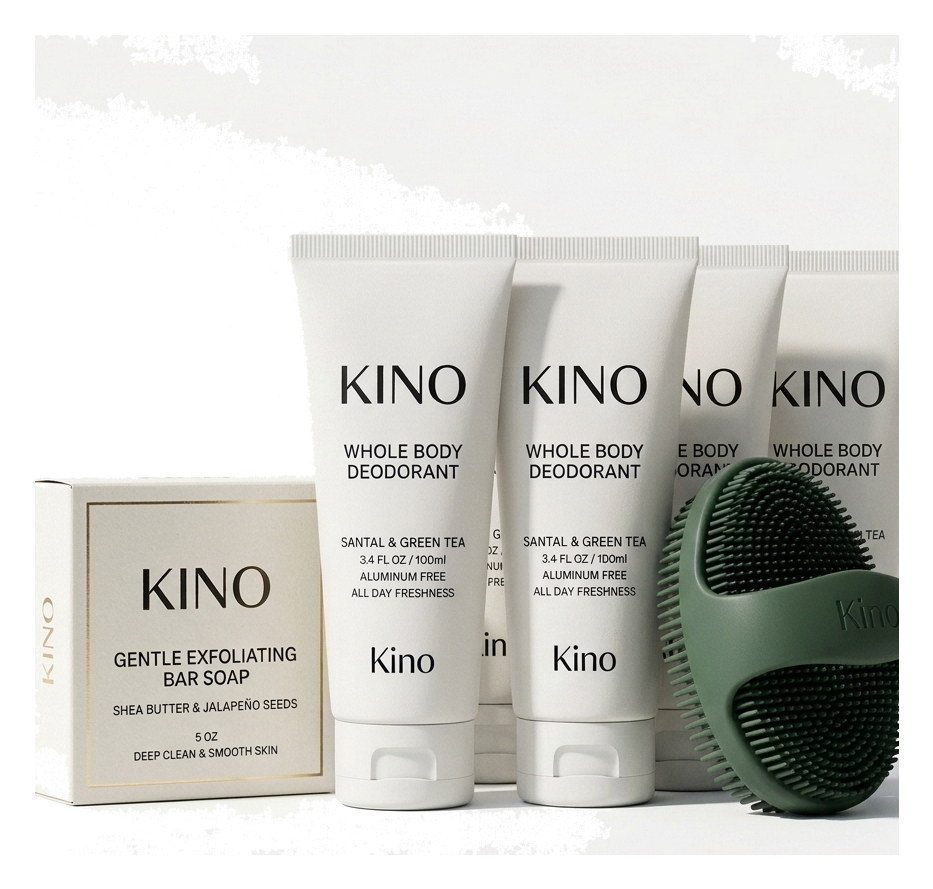 KINO
KINO
GENTLE EXFOLIATING
BAR SOAP
SHEA BUTTER & JALAPEÑO SEEDS
5 OZ
DEEP CLEAN & SMOOTH SKIN
KINO
WHOLE BODY
DEODORANT
SANTAL & GREEN TEA
3.4 FL OZ / 100ml
ALUMINUM FREE
ALL DAY FRESHNESS
Kino
KINO
WHOLE BODY
DEODORANT
SANTAL & GREEN TEA
3.4 FL OZ / 1D0ml
ALUMINUM FREE
ALL DAY FRESHNESS
Kino
NO
BODY
KINO
WHOLE BODY
DEODORANT
TEA
Kino